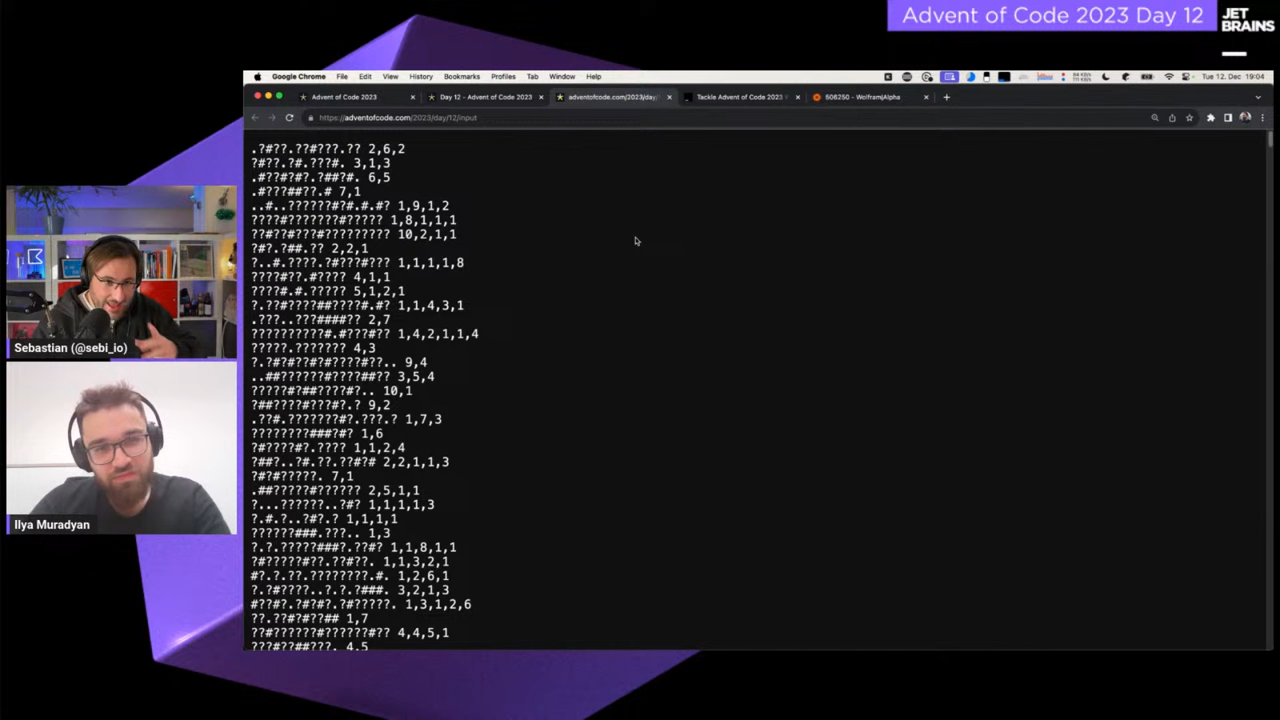 Advent of Code 2023 Day 12
JET
BRAINS
Google Chrome File Edit View History Bookmarks Profiles Tab Window Help
Tue 12. Dec 19:04
Advent of Code 2023
Day 12 - Advent of Code 2023
adventofcode.com/2023/day/
Tackle Advent of Code 2023
506250 - Wolfram|Alpha
https://adventofcode.com/2023/day/12/input
.?#??.??#???.?? 2,6,2
?#??.?#.???#. 3,1,3
.#??#?#?.?##?#. 6,5
.#???##??.# 7,1
..#..??????#?#.#.#? 1,9,1,2
????#???????#????? 1,8,1,1,1
??#??#???#????????? 10,2,1,1
?#?.?##.?? 2,2,1
?..#.????.?#???#??? 1,1,1,1,8
????#??.#???? 4,1,1
????#.#.????? 5,1,2,1
?.??#????##????#.#? 1,1,4,3,1
.???..???####?? 2,7
??????????#.#???#?? 1,4,2,1,1,4
?????.??????? 4,3
?.?#?#??#?#????#??.. 9,4
..##??????#????##?? 3,5,4
?????#?##????#?.. 10,1
?##????#???#?.? 9,2
.??#.???????#?.???.? 1,7,3
????????###?#? 1,6
?#????#?.???? 1,1,2,4
?##?..?#.??.??#?# 2,2,1,1,3
?#?#?????. 7,1
.##?????#?????? 2,5,1,1
?...??????..?#? 1,1,1,1,3
?.#.?..?#?.? 1,1,1,1
??????###.???.. 1,3
?.?.?????###?.??#? 1,1,8,1,1
?#?????#??.??#??. 1,1,3,2,1
#?.?.??.????????.#. 1,2,6,1
?.?#????..?.?.?###. 3,2,1,3
#??#?.?#?#?.?#?????. 1,3,1,2,6
??.??#?#??## 1,7
??#??????#??????#?? 4,4,5,1
???#??##???. 4,5
Sebastian (@sebi_io)
Ilya Muradyan